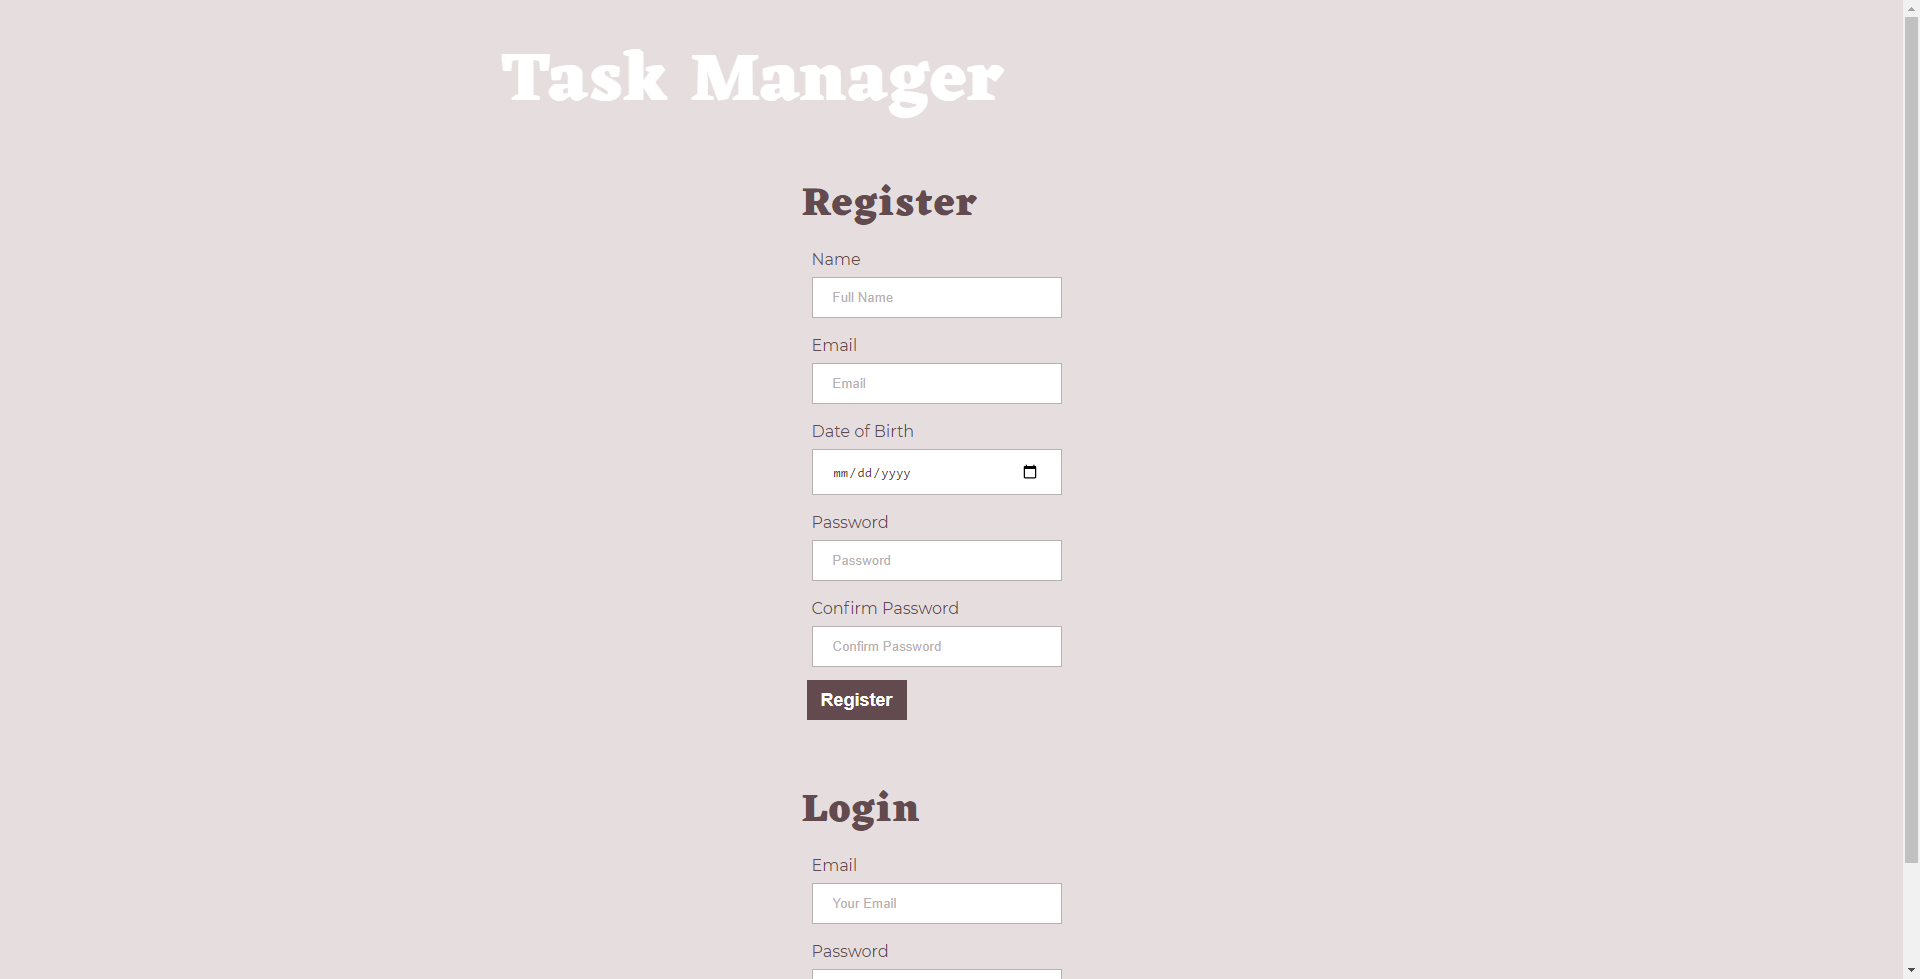 Task Manager
Register
Name
Full Name
Email
Email
Date of Birth
mm/dd/yyyy
Password
Password
Confirm Password
Confirm Password
Register
Login
Email
Your Email
Password